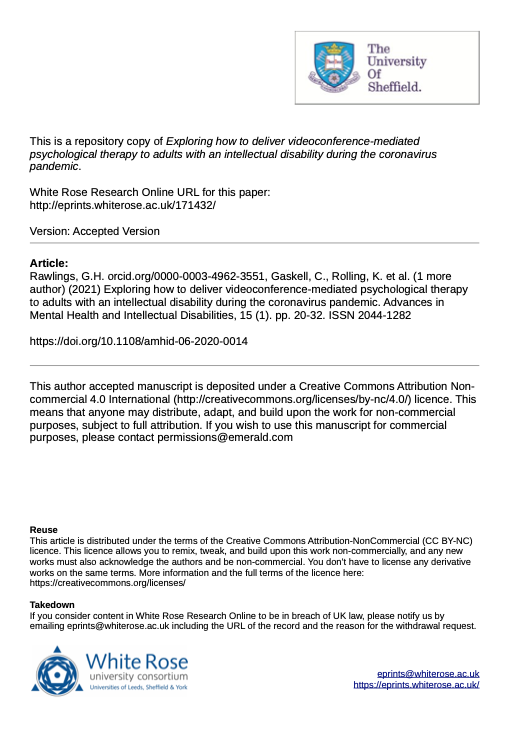 The
University
Of
Sheffield.
This is a repository copy of Exploring how to deliver videoconference-mediated
psychological therapy to adults with an intellectual disability during the coronavirus
pandemic.
White Rose Research Online URL for this paper:
http://eprints.whiterose.ac.uk/171432/
Version: Accepted Version
Article:
Rawlings, G.H. orcid.org/0000-0003-4962-3551, Gaskell, C., Rolling, K. et al. (1 more
author) (2021) Exploring how to deliver videoconference-mediated psychological therapy
to adults with an intellectual disability during the coronavirus pandemic. Advances in
Mental Health and Intellectual Disabilities, 15 (1). pp. 20-32. ISSN 2044-1282
https://doi.org/10.1108/amhid-06-2020-0014
This author accepted manuscript is deposited under a Creative Commons Attribution Non-
commercial 4.0 International (http://creativecommons.org/licenses/by-nc/4.0/) licence. This
means that anyone may distribute, adapt, and build upon the work for non-commercial
purposes, subject to full attribution. If you wish to use this manuscript for commercial
purposes, please contact permissions@emerald.com
Reuse
This article is distributed under the terms of the Creative Commons Attribution-NonCommercial (CC BY-NC)
licence. This licence allows you to remix, tweak, and build upon this work non-commercially, and any new
works must also acknowledge the authors and be non-commercial. You don't have to license any derivative
works on the same terms. More information and the full terms of the licence here:
https://creativecommons.org/licenses/
Takedown
If you consider content in White Rose Research Online to be in breach of UK law, please notify us by
emailing eprints@whiterose.ac.uk including the URL of the record and the reason for the withdrawal request.
White Rose
university consortium
Universities of Leeds, Sheffield & York
eprints@whiterose.ac.uk
https://eprints.whiterose.ac.uk/